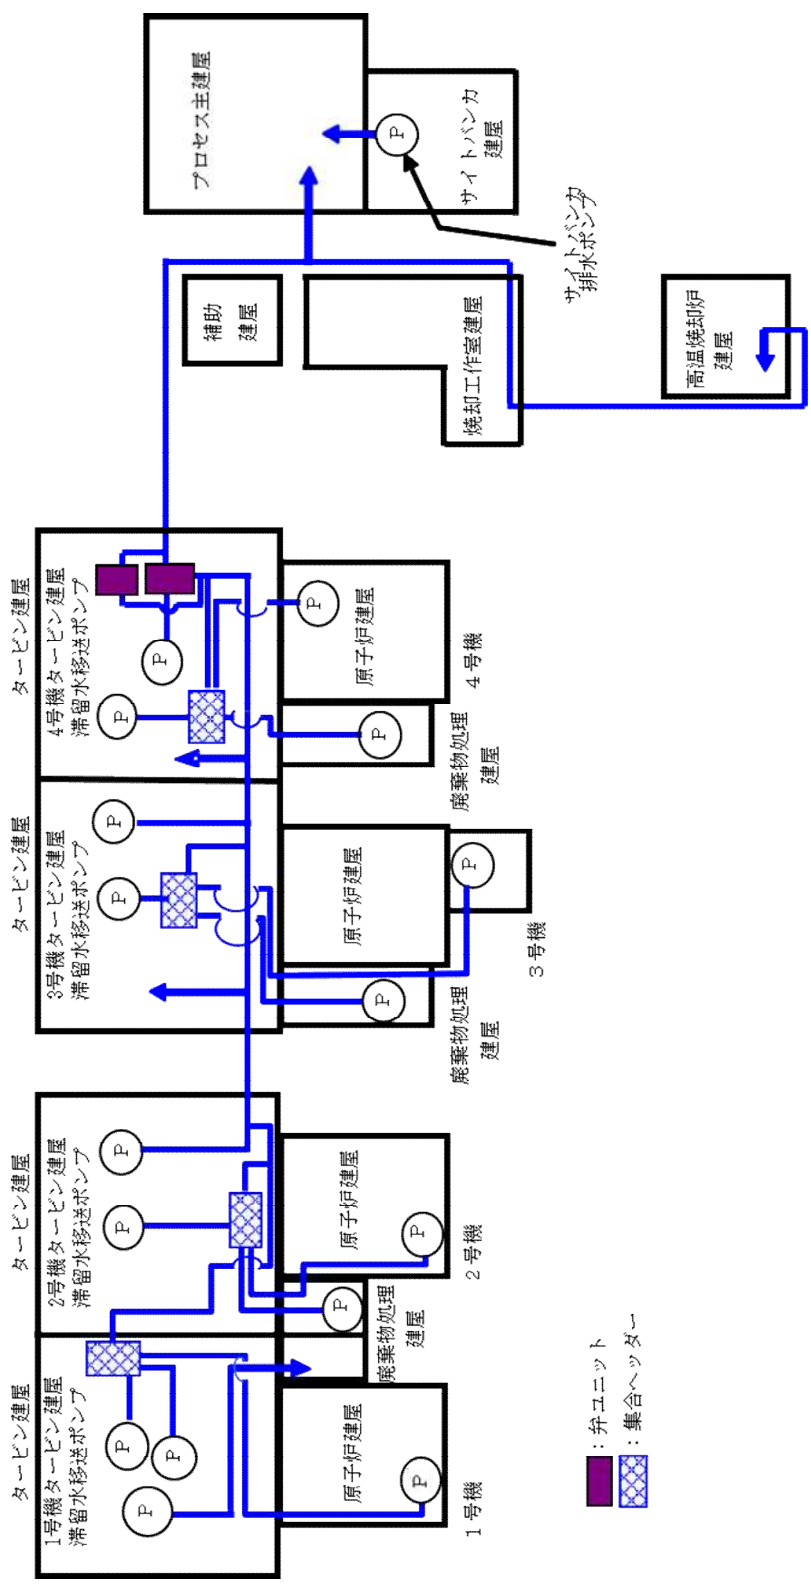 タービン建屋
1号機タービン建屋
滞留水移送ポンプ
P
P
P
原子炉建屋
P
1号機
タービン建屋
2号機タービン建屋
滞留水移送ポンプ
P
P
廃棄物処理
建屋
P
原子炉建屋
P
2号機
タービン建屋
3号機タービン建屋
滞留水移送ポンプ
P
P
廃棄物処理
建屋
P
原子炉建屋
P
3号機
タービン建屋
4号機タービン建屋
滞留水移送ポンプ
P
P
廃棄物処理
建屋
P
原子炉建屋
P
4号機
補助
建屋
焼却工作室建屋
高温焼却炉
建屋
プロセス主建屋
P
サイトバンカ
建屋
サイトバンカ
排水ポンプ
：弁ユニット
：集合ヘッダー